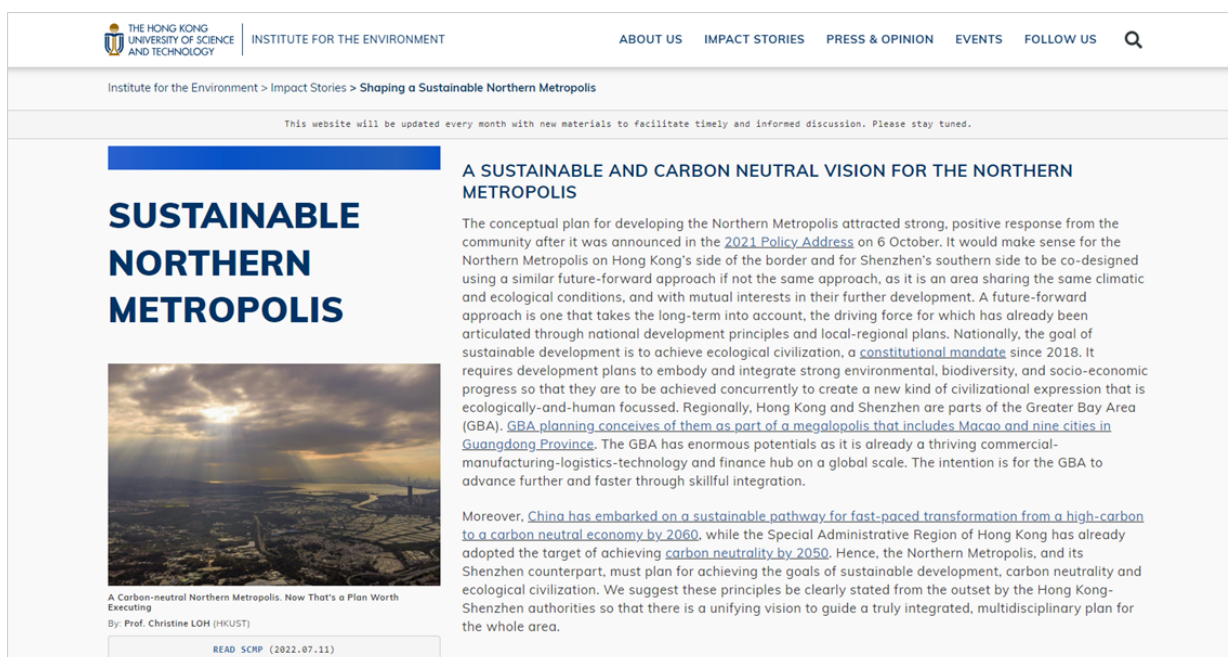 THE HONG KONG
UNIVERSITY OF SCIENCE
AND TECHNOLOGY
INSTITUTE FOR THE ENVIRONMENT
ABOUT US
IMPACT STORIES
PRESS & OPINION
EVENTS
FOLLOW US
Institute for the Environment > Impact Stories > Shaping a Sustainable Northern Metropolis
This website will be updated every month with new materials to facilitate timely and informed discussion. Please stay tuned.
SUSTAINABLE
NORTHERN
METROPOLIS
A Carbon-neutral Northern Metropolis. Now That's a Plan Worth
Executing
By: Prof. Christine LOH (HKUST)
READ SCMP (2022.07.11)
A SUSTAINABLE AND CARBON NEUTRAL VISION FOR THE NORTHERN
METROPOLIS
The conceptual plan for developing the Northern Metropolis attracted strong, positive response from the
community after it was announced in the 2021 Policy Address on 6 October. It would make sense for the
Northern Metropolis on Hong Kong's side of the border and for Shenzhen's southern side to be co-designed
using a similar future-forward approach if not the same approach, as it is an area sharing the same climatic
and ecological conditions, and with mutual interests in their further development. A future-forward
approach is one that takes the long-term into account, the driving force for which has already been
articulated through national development principles and local-regional plans. Nationally, the goal of
sustainable development is to achieve ecological civilization, a constitutional mandate since 2018. It
requires development plans to embody and integrate strong environmental, biodiversity, and socio-economic
progress so that they are to be achieved concurrently to create a new kind of civilizational expression that is
ecologically-and-human focussed. Regionally, Hong Kong and Shenzhen are parts of the Greater Bay Area
(GBA). GBA planning conceives of them as part of a megalopolis that includes Macao and nine cities in
Guangdong Province. The GBA has enormous potentials as it is already a thriving commercial-
manufacturing-logistics-technology and finance hub on a global scale. The intention is for the GBA to
advance further and faster through skillful integration.
Moreover, China has embarked on a sustainable pathway for fast-paced transformation from a high-carbon
to a carbon neutral economy by 2060, while the Special Administrative Region of Hong Kong has already
adopted the target of achieving carbon neutrality by 2050. Hence, the Northern Metropolis, and its
Shenzhen counterpart, must plan for achieving the goals of sustainable development, carbon neutrality and
ecological civilization. We suggest these principles be clearly stated from the outset by the Hong Kong-
Shenzhen authorities so that there is a unifying vision to guide a truly integrated, multidisciplinary plan for
the whole area.